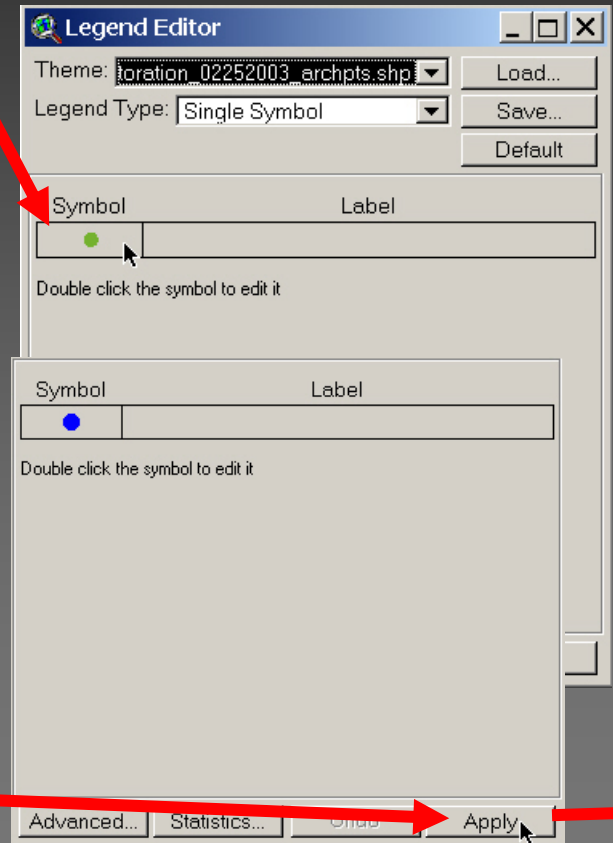 Legend Editor
Theme: toration_02252003_archpts.shp Load...
Legend Type: Single Symbol Save...
Default
Symbol Label
Double click the symbol to edit it
Symbol Label
Double click the symbol to edit it
Advanced... Statistics... Undo Apply